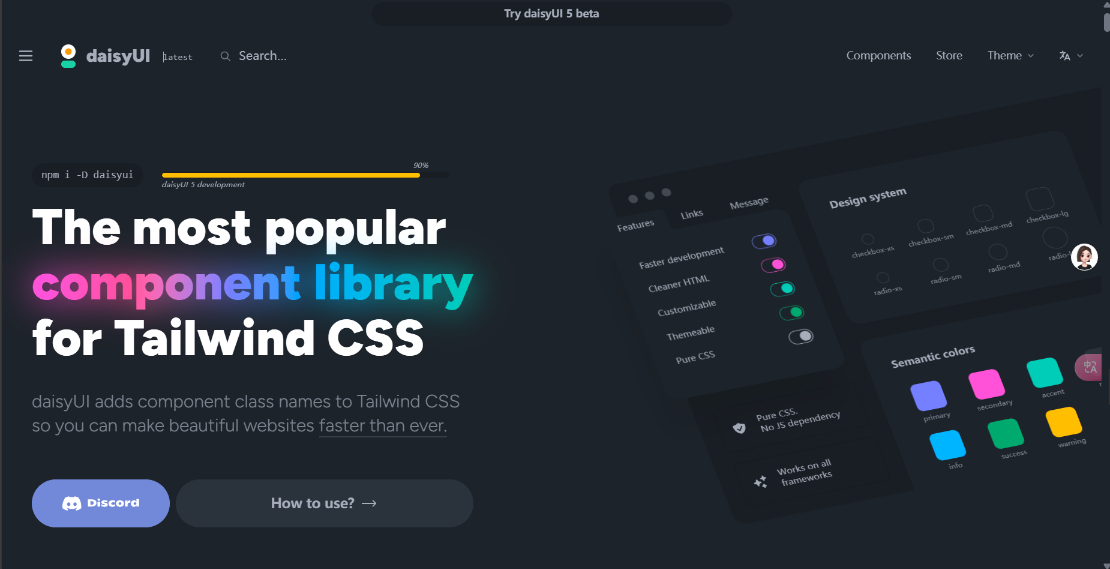 Try daisyUI 5 beta
daisyUI latest
Search...
Components
Store
Theme
npm i -D daisyui
90%
daisyUI 5 development
The most popular
component library
for Tailwind CSS
daisyUI adds component class names to Tailwind CSS
so you can make beautiful websites faster than ever.
Discord
How to use? →
Features
Links
Message
Faster development
Cleaner HTML
Customizable
Themeable
Pure CSS
Design system
checkbox-xs
checkbox-sm
checkbox-md
checkbox-lg
radio-xs
radio-sm
radio-md
Pure CSS.
No JS dependency
Works on all
frameworks
Semantic colors
primary
secondary
accent
info
success
warning